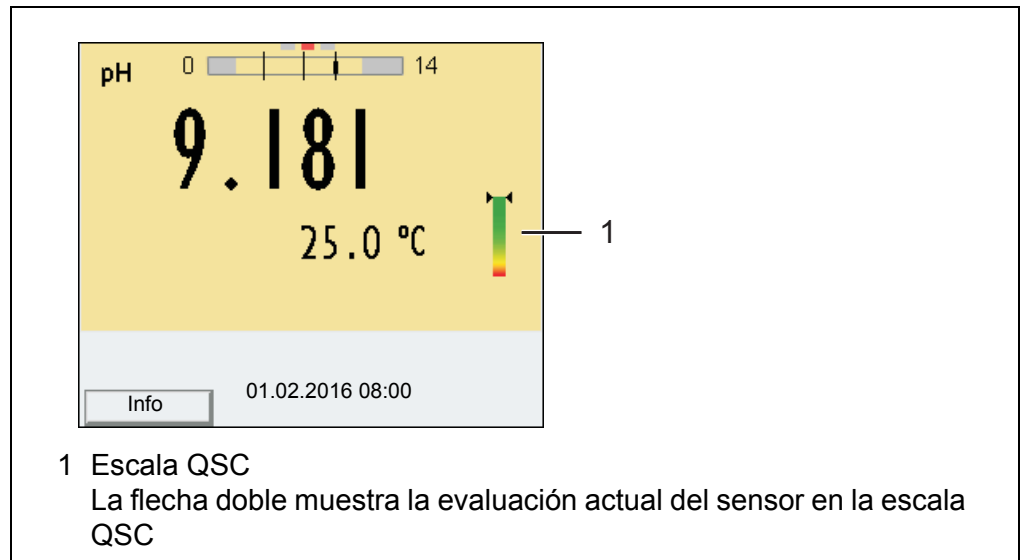 pH 0 14
9.181
25.0 °C
1
Info 01.02.2016 08:00
1 Escala QSC
La flecha doble muestra la evaluación actual del sensor en la escala
QSC